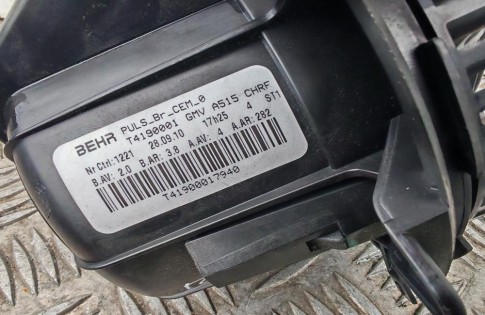 BEHR PULS_Br_CEM_0
T4190001 GMV A515 CHRF
Nr Ctrl:1221 28.09.10 17h25 4 ST1
B.AV: 2.0 B.AR: 3.8 A.AV: 4 A.AR: 282
T41900017940